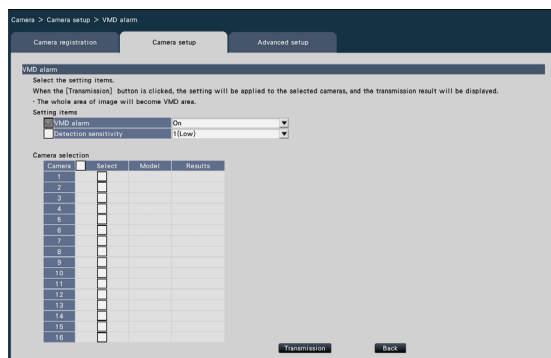 Camera > Camera setup > VMD alarm
Camera registration Camera setup Advanced setup
VMD alarm
Select the setting items.
When the [Transmission] button is clicked, the setting will be applied to the selected cameras, and the transmission result will be displayed.
・The whole area of image will become VMD area.
Setting items
VMD alarm On
Detection sensitivity 1(Low)
Camera selection
Camera Select Model Results
1
2
3
4
5
6
7
8
9
10
11
12
13
14
15
16
Transmission Back